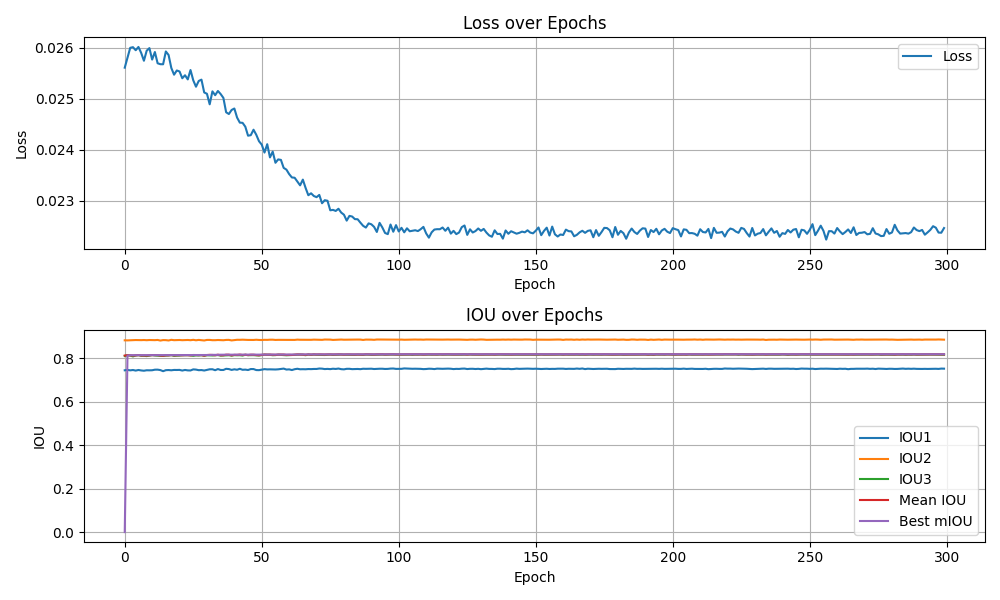 Loss over Epochs
0.026
0.025
0.024
0.023
Loss
Loss
0 50 100 150 200 250 300
Epoch
IOU over Epochs
0.8
0.6
0.4
0.2
0.0
IOU
IOU1
IOU2
IOU3
Mean IOU
Best mIOU
0 50 100 150 200 250 300
Epoch